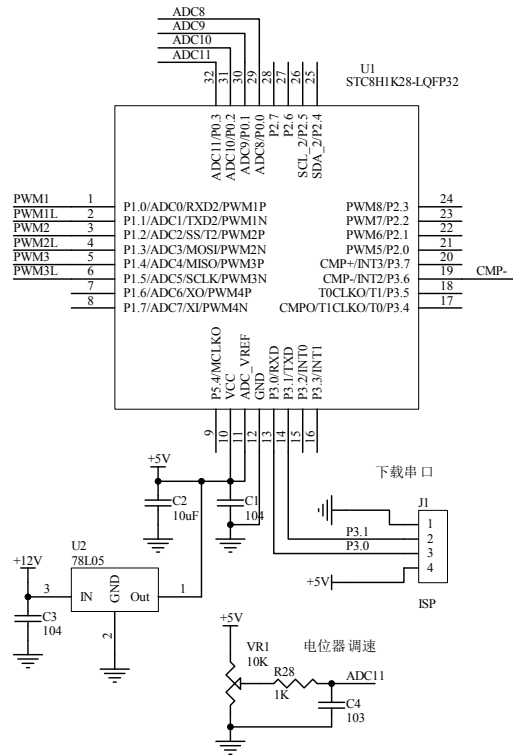 ADC8
ADC9
ADC10
ADC11
32
31
30
29
28
27
26
25
U1
STC8H1K28-LQFP32
ADC11/P0.3
ADC10/P0.2
ADC9/P0.1
ADC8/P0.0
P2.7
P2.6
SCL_2/P2.5
SDA_2/P2.4
PWM1 1 P1.0/ADC0/RXD2/PWM1P PWM8/P2.3 24
PWM1L 2 P1.1/ADC1/TXD2/PWM1N PWM7/P2.2 23
PWM2 3 P1.2/ADC2/SS/T2/PWM2P PWM6/P2.1 22
PWM2L 4 P1.3/ADC3/MOSI/PWM2N PWM5/P2.0 21
PWM3 5 P1.4/ADC4/MISO/PWM3P CMP+/INT3/P3.7 20
PWM3L 6 P1.5/ADC5/SCLK/PWM3N CMP-/INT2/P3.6 19 CMP-
7 P1.6/ADC6/XO/PWM4P T0CLKO/T1/P3.5 18
8 P1.7/ADC7/XI/PWM4N CMPO/T1CLKO/T0/P3.4 17
P5.4/MCLKO
VCC
ADC_VREF
GND
P3.0/RXD
P3.1/TXD
P3.2/INT0
P3.3/INT1
9
10
11
12
13
14
15
16
+5V
C2
10uF
C1
104
下载串口
J1
1
P3.1 2
P3.0 3
+5V 4
ISP
U2
78L05
+12V
3 IN GND Out 1
2
C3
104
+5V
VR1
10K
电位器调速
R28
1K
ADC11
C4
103